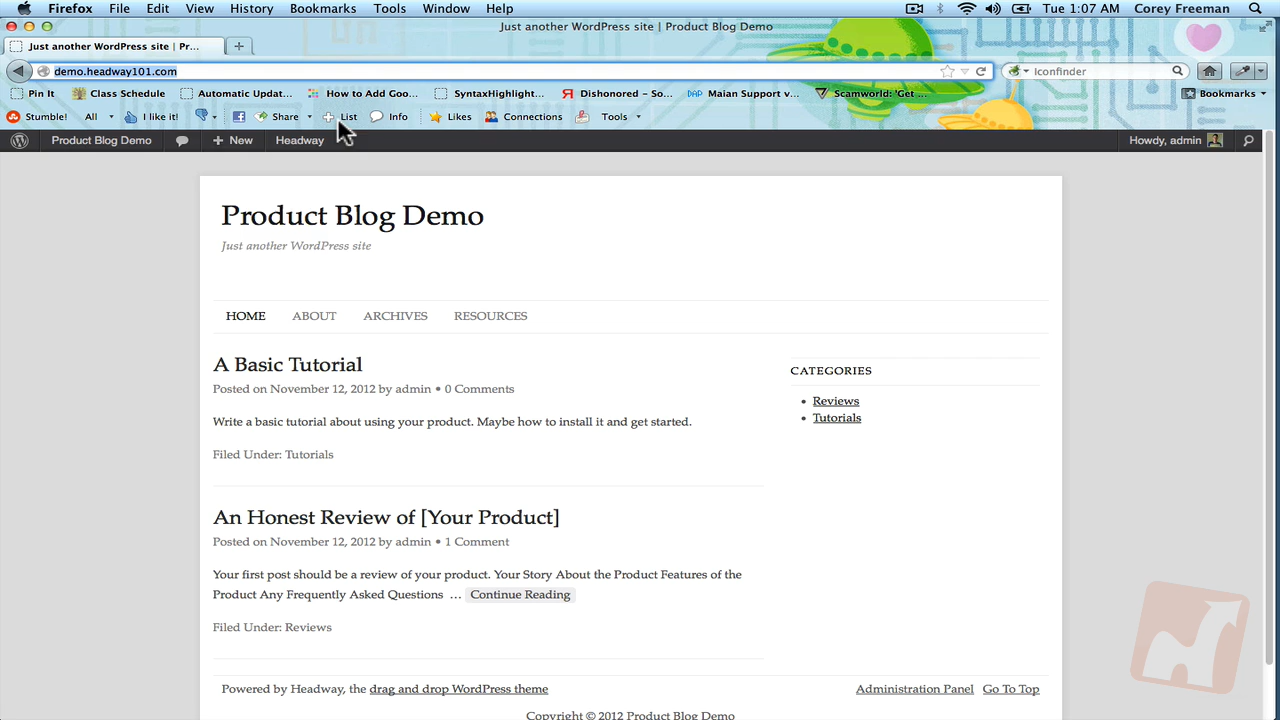 Firefox File Edit View History Bookmarks Tools Window Help Tue 1:07 AM Corey Freeman
Just another WordPress site | Product Blog Demo
Just another WordPress site | Pr...
demo.headway101.com Iconfinder
Pin It Class Schedule Automatic Updat... How to Add Goo... SyntaxHighlight... Dishonored - So... DAP Maian Support v... Scamworld: 'Get ... Bookmarks
Stumble! All I like it! Share List Info Likes Connections Tools
Product Blog Demo + New Headway Howdy, admin
Product Blog Demo
Just another WordPress site
HOME ABOUT ARCHIVES RESOURCES
A Basic Tutorial
Posted on November 12, 2012 by admin • 0 Comments
Write a basic tutorial about using your product. Maybe how to install it and get started.
Filed Under: Tutorials
CATEGORIES
• Reviews
• Tutorials
An Honest Review of [Your Product]
Posted on November 12, 2012 by admin • 1 Comment
Your first post should be a review of your product. Your Story About the Product Features of the
Product Any Frequently Asked Questions … Continue Reading
Filed Under: Reviews
Powered by Headway, the drag and drop WordPress theme Administration Panel Go To Top
Copyright © 2012 Product Blog Demo